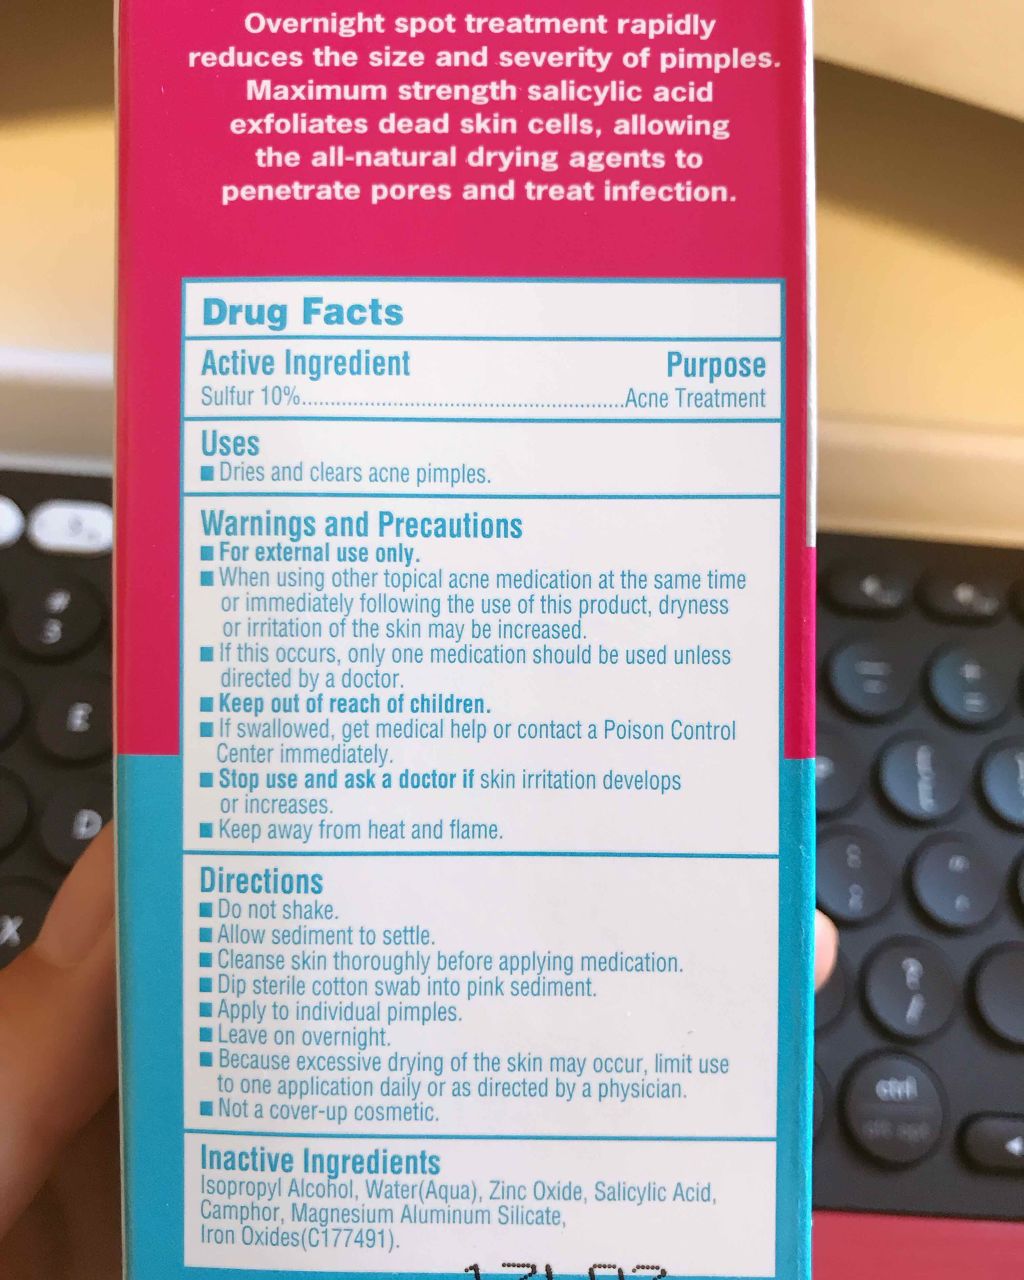 Overnight spot treatment rapidly
reduces the size and severity of pimples.
Maximum strength salicylic acid
exfoliates dead skin cells, allowing
the all-natural drying agents to
penetrate pores and treat infection.
Drug Facts
Active Ingredient Purpose
Sulfur 10%......................................................Acne Treatment
Uses
■ Dries and clears acne pimples.
Warnings and Precautions
■ For external use only.
■ When using other topical acne medication at the same time
or immediately following the use of this product, dryness
or irritation of the skin may be increased.
■ If this occurs, only one medication should be used unless
directed by a doctor.
■ Keep out of reach of children.
■ If swallowed, get medical help or contact a Poison Control
Center immediately.
■ Stop use and ask a doctor if skin irritation develops
or increases.
■ Keep away from heat and flame.
Directions
■ Do not shake.
■ Allow sediment to settle.
■ Cleanse skin thoroughly before applying medication.
■ Dip sterile cotton swab into pink sediment.
■ Apply to individual pimples.
■ Leave on overnight.
■ Because excessive drying of the skin may occur, limit use
to one application daily or as directed by a physician.
■ Not a cover-up cosmetic.
Inactive Ingredients
Isopropyl Alcohol, Water(Aqua), Zinc Oxide, Salicylic Acid,
Camphor, Magnesium Aluminum Silicate,
Iron Oxides(C177491).
#
3
E
D
X
ctrl